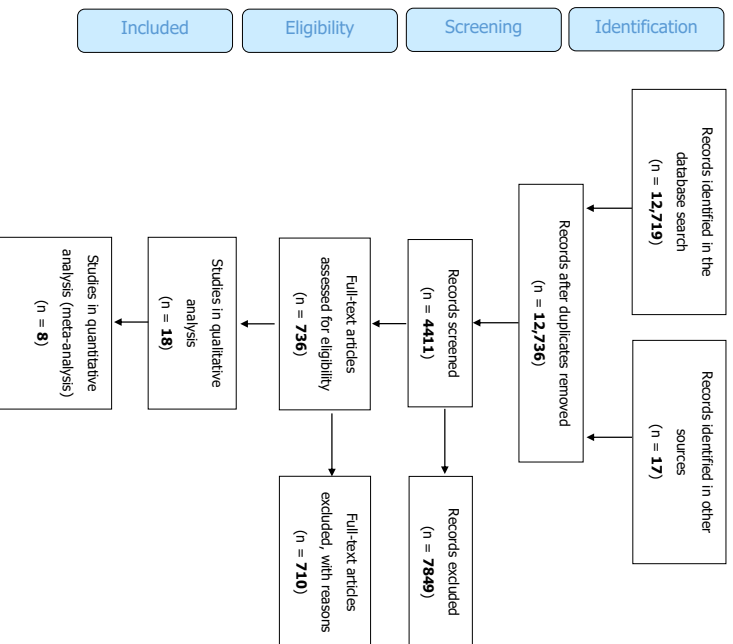 Included
Eligibility
Screening
Identification
Records identified in the
database search
(n = 12,719)
Records identified in other
sources
(n = 17)
Records after duplicates removed
(n = 12,736)
Records screened
(n = 4411)
Records excluded
(n = 7849)
Full-text articles
assessed for eligibility
(n = 736)
Full-text articles
excluded, with reasons
(n = 710)
Studies in qualitative
analysis
(n = 18)
Studies in quantitative
analysis (meta-analysis)
(n = 8)